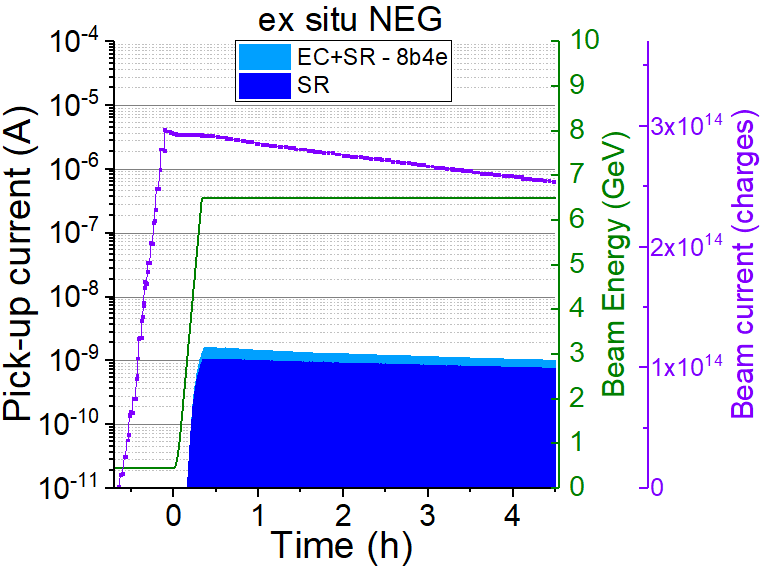 ex situ NEG
EC+SR - 8b4e
SR
Pick-up current (A)
10⁻⁴
10⁻⁵
10⁻⁶
10⁻⁷
10⁻⁸
10⁻⁹
10⁻¹⁰
10⁻¹¹
0 1 2 3 4
Time (h)
10
9
8
7
6
5
4
3
2
1
0
Beam Energy (GeV)
3x10¹⁴
2x10¹⁴
1x10¹⁴
0
Beam current (charges)